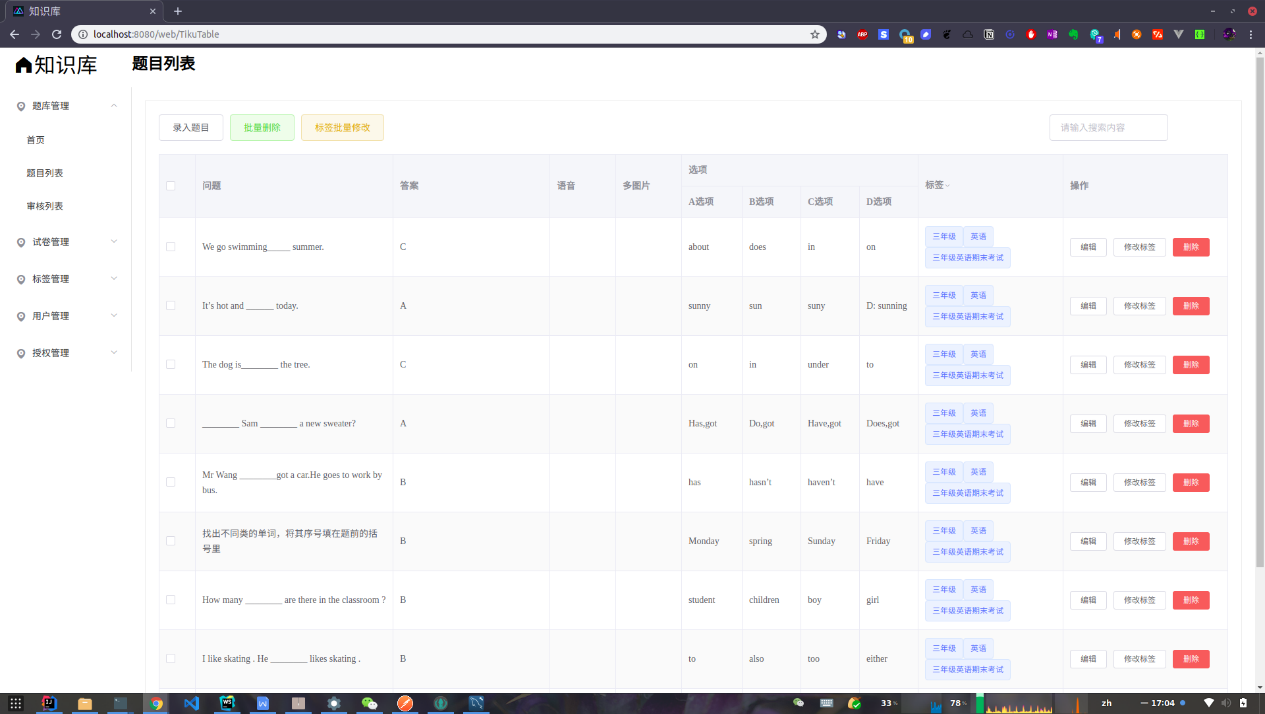 知识库
localhost:8080/web/TikuTable
知识库
题目列表
题库管理
首页
题目列表
审核列表
试卷管理
标签管理
用户管理
授权管理
录入题目 批量删除 标签批量修改 请输入搜索内容
问题 答案 语音 多图片 选项 标签 操作
A选项 B选项 C选项 D选项
We go swimming_____ summer. C about does in on 三年级 英语 编辑 修改标签 删除
三年级英语期末考试
It's hot and ______ today. A sunny sun suny D: sunning 三年级 英语 编辑 修改标签 删除
三年级英语期末考试
The dog is________ the tree. C on in under to 三年级 英语 编辑 修改标签 删除
三年级英语期末考试
________ Sam ________ a new sweater? A Has,got Do,got Have,got Does,got 三年级 英语 编辑 修改标签 删除
三年级英语期末考试
Mr Wang ________got a car.He goes to work by
bus. B has hasn't haven't have 三年级 英语 编辑 修改标签 删除
三年级英语期末考试
找出不同类的单词，将其序号填在题前的括
号里 B Monday spring Sunday Friday 三年级 英语 编辑 修改标签 删除
三年级英语期末考试
How many ________ are there in the classroom ? B student children boy girl 三年级 英语 编辑 修改标签 删除
三年级英语期末考试
I like skating . He ________ likes skating . B to also too either 三年级 英语 编辑 修改标签 删除
三年级英语期末考试
33% 78% zh 17:04